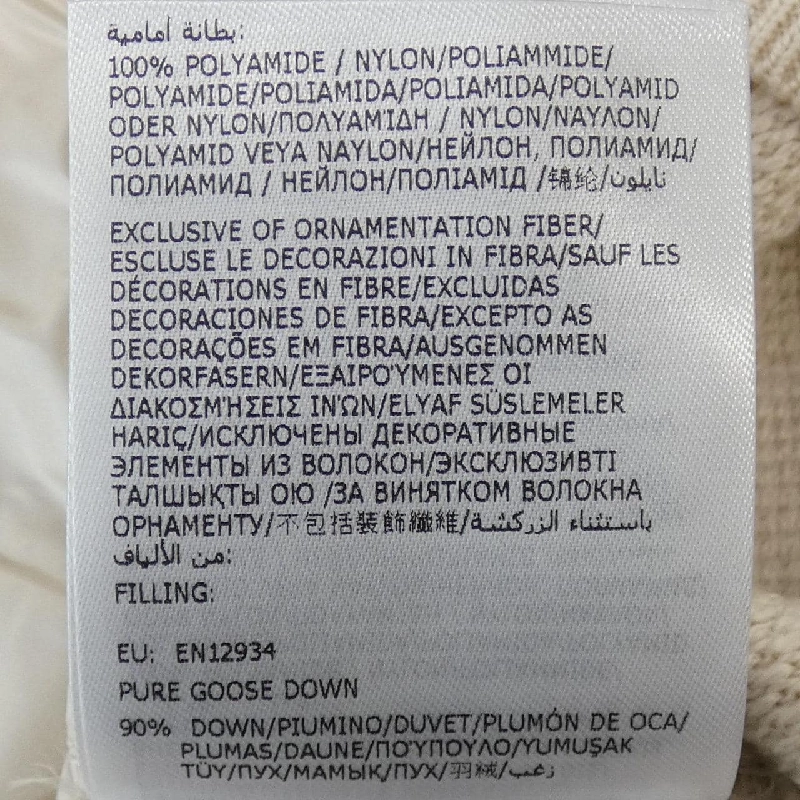 بطانة أمامية:
100% POLYAMIDE / NYLON/POLIAMMIDE/
POLYAMIDE/POLIAMIDA/POLIAMIDA/POLYAMID
ODER NYLON/ΠΟΛΥΑΜΊΔΗ / NYLON/ΝΆΥΛΟΝ/
POLYAMID VEYA NAYLON/НЕЙЛОН, ПОЛИАМИД/
ПОЛИАМИД / НЕЙЛОН/ПОЛІАМІД /锦纶/نايلون
EXCLUSIVE OF ORNAMENTATION FIBER/
ESCLUSE LE DECORAZIONI IN FIBRA/SAUF LES
DÉCORATIONS EN FIBRE/EXCLUIDAS
DECORACIONES DE FIBRA/EXCEPTO AS
DECORAÇÕES EM FIBRA/AUSGENOMMEN
DEKORFASERN/ΕΞΑΙΡΟΎΜΕΝΕΣ ΟΙ
ΔΙΑΚΟΣΜΉΣΕΙΣ ΙΝΏΝ/ELYAF SÜSLEMELER
HARIÇ/ИСКЛЮЧЕНЫ ДЕКОРАТИВНЫЕ
ЭЛЕМЕНТЫ ИЗ ВОЛОКОН/ЭКСКЛЮЗИВТІ
ТАЛШЫҚТЫ ОЮ /ЗА ВИНЯТКОМ ВОЛОКНА
ОРНАМЕНТУ/不包括裝飾纖維/باستثناء الزركشة
من الألياف:
FILLING:
EU: EN12934
PURE GOOSE DOWN
90% DOWN/PIUMINO/DUVET/PLUMÓN DE OCA/
PLUMAS/DAUNE/ΠΟΎΠΟΥΛΟ/YUMUŞAK
TÜY/ПУХ/МАМЫҚ/ПУХ/羽絨/زغب: